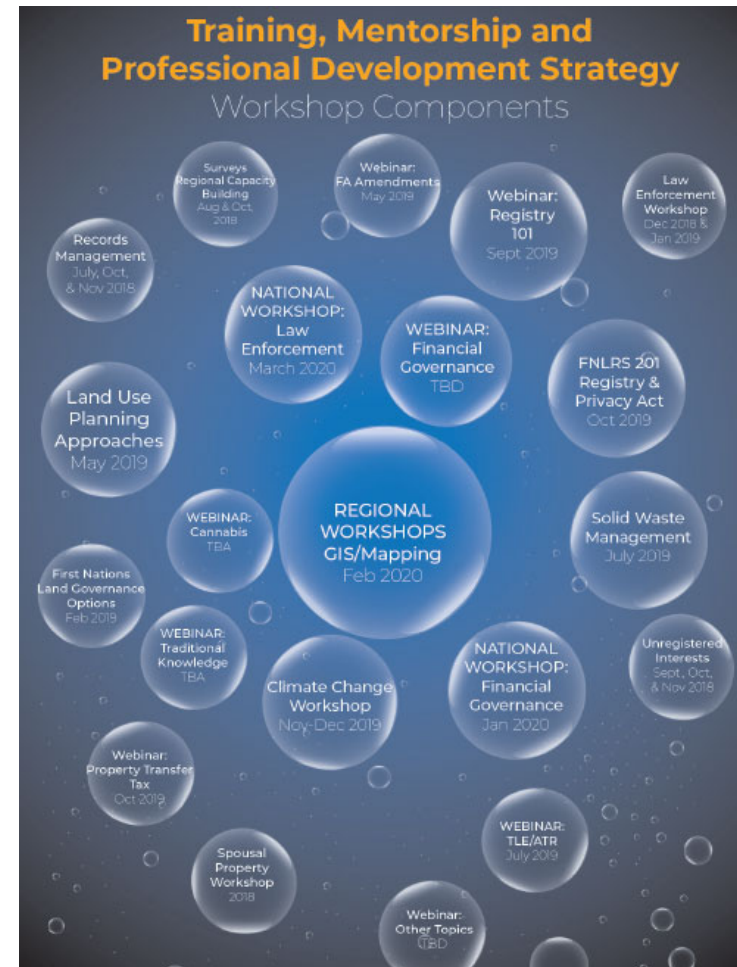 Training, Mentorship and
Professional Development Strategy
Workshop Components
Surveys
Regional Capacity
Building
Aug & Oct,
2018
Webinar:
FA Amendments
May 2019
Webinar:
Registry
101
Sept 2019
Law
Enforcement
Workshop
Dec 2018 &
Jan 2019
Records
Management
July, Oct,
& Nov 2018
NATIONAL
WORKSHOP:
Law
Enforcement
March 2020
WEBINAR:
Financial
Governance
TBD
FNLRS 201
Registry &
Privacy Act
Oct 2019
Land Use
Planning
Approaches
May 2019
REGIONAL
WORKSHOPS
GIS/Mapping
Feb 2020
WEBINAR:
Cannabis
TBA
Solid Waste
Management
July 2019
First Nations
Land Governance
Options
Feb 2019
WEBINAR:
Traditional
Knowledge
TBA
Climate Change
Workshop
Nov-Dec 2019
NATIONAL
WORKSHOP:
Financial
Governance
Jan 2020
Unregistered
Interests
Sept., Oct,
& Nov 2018
Webinar:
Property Transfer
Tax
Oct 2019
WEBINAR:
TLE/ATR
July 2019
Spousal
Property
Workshop
2018
Webinar:
Other Topics
TBD